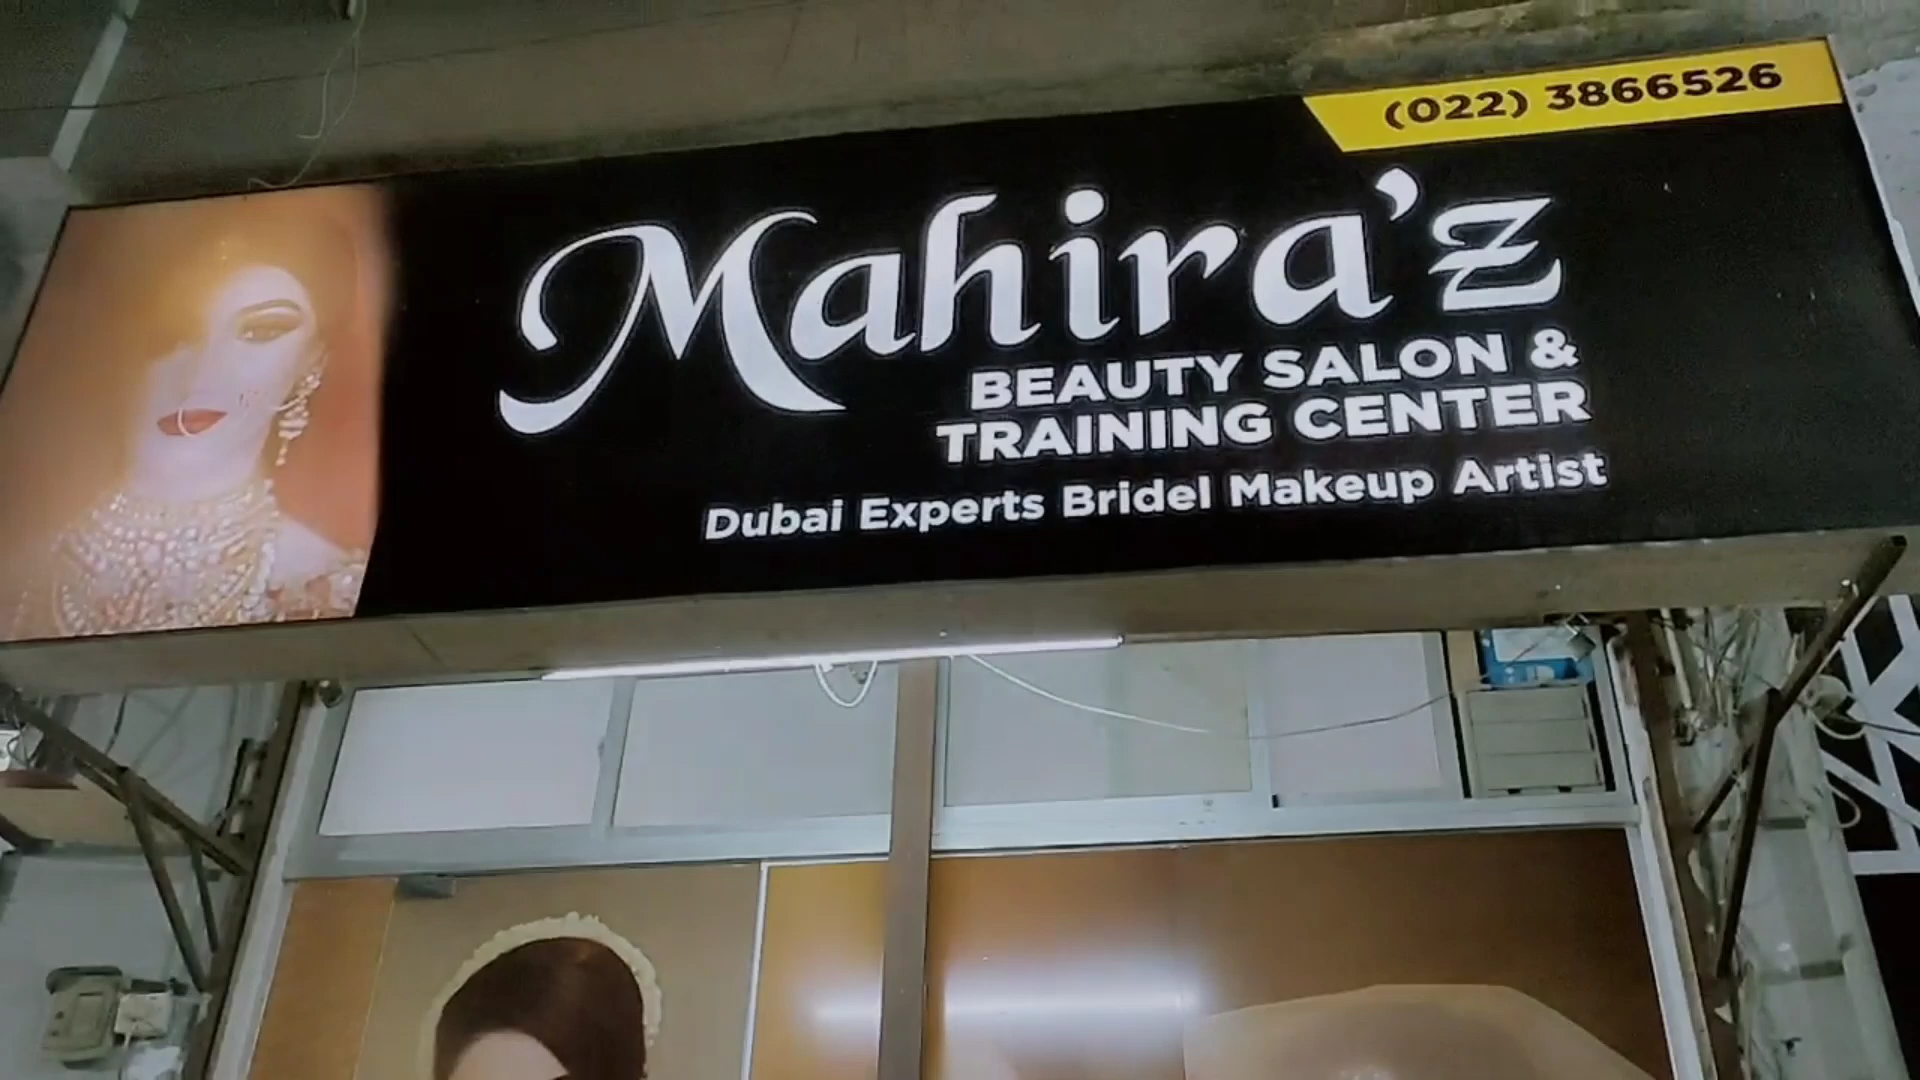 (022) 3866526
Mahira'z
BEAUTY SALON &
TRAINING CENTER
Dubai Experts Bridel Makeup Artist